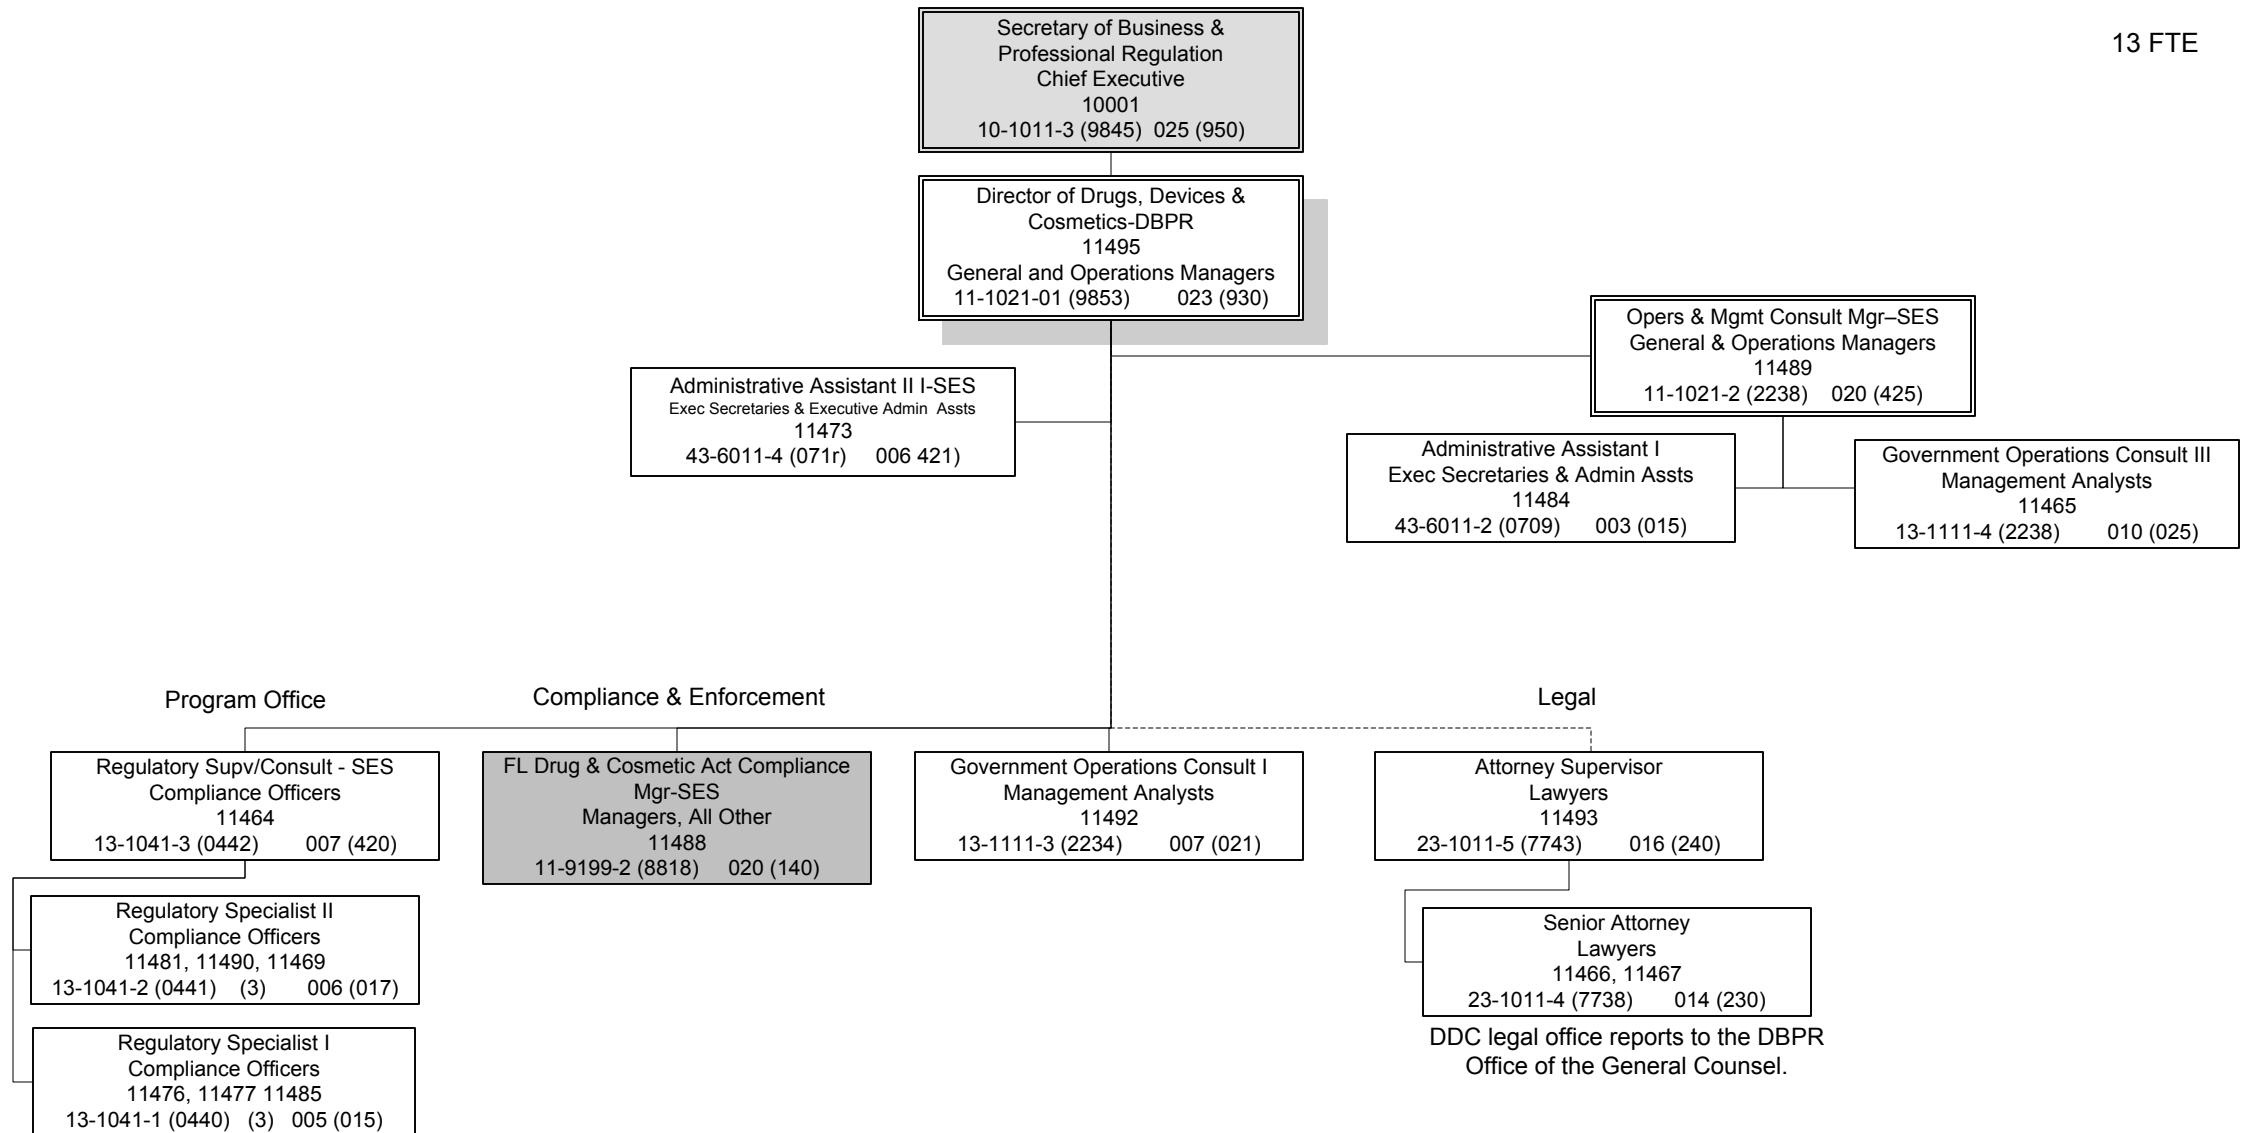 13 FTE
Secretary of Business &
Professional Regulation
Chief Executive
10001
10-1011-3 (9845) 025 (950)
Director of Drugs, Devices &
Cosmetics-DBPR
11495
General and Operations Managers
11-1021-01 (9853) 023 (930)
Opers & Mgmt Consult Mgr–SES
General & Operations Managers
11489
11-1021-2 (2238) 020 (425)
Administrative Assistant II I-SES
Exec Secretaries & Executive Admin Assts
11473
43-6011-4 (071r) 006 421)
Administrative Assistant I
Exec Secretaries & Admin Assts
11484
43-6011-2 (0709) 003 (015)
Government Operations Consult III
Management Analysts
11465
13-1111-4 (2238) 010 (025)
Program Office
Compliance & Enforcement
Legal
Regulatory Supv/Consult - SES
Compliance Officers
11464
13-1041-3 (0442) 007 (420)
FL Drug & Cosmetic Act Compliance
Mgr-SES
Managers, All Other
11488
11-9199-2 (8818) 020 (140)
Government Operations Consult I
Management Analysts
11492
13-1111-3 (2234) 007 (021)
Attorney Supervisor
Lawyers
11493
23-1011-5 (7743) 016 (240)
Regulatory Specialist II
Compliance Officers
11481, 11490, 11469
13-1041-2 (0441) (3) 006 (017)
Senior Attorney
Lawyers
11466, 11467
23-1011-4 (7738) 014 (230)
DDC legal office reports to the DBPR
Office of the General Counsel.
Regulatory Specialist I
Compliance Officers
11476, 11477 11485
13-1041-1 (0440) (3) 005 (015)